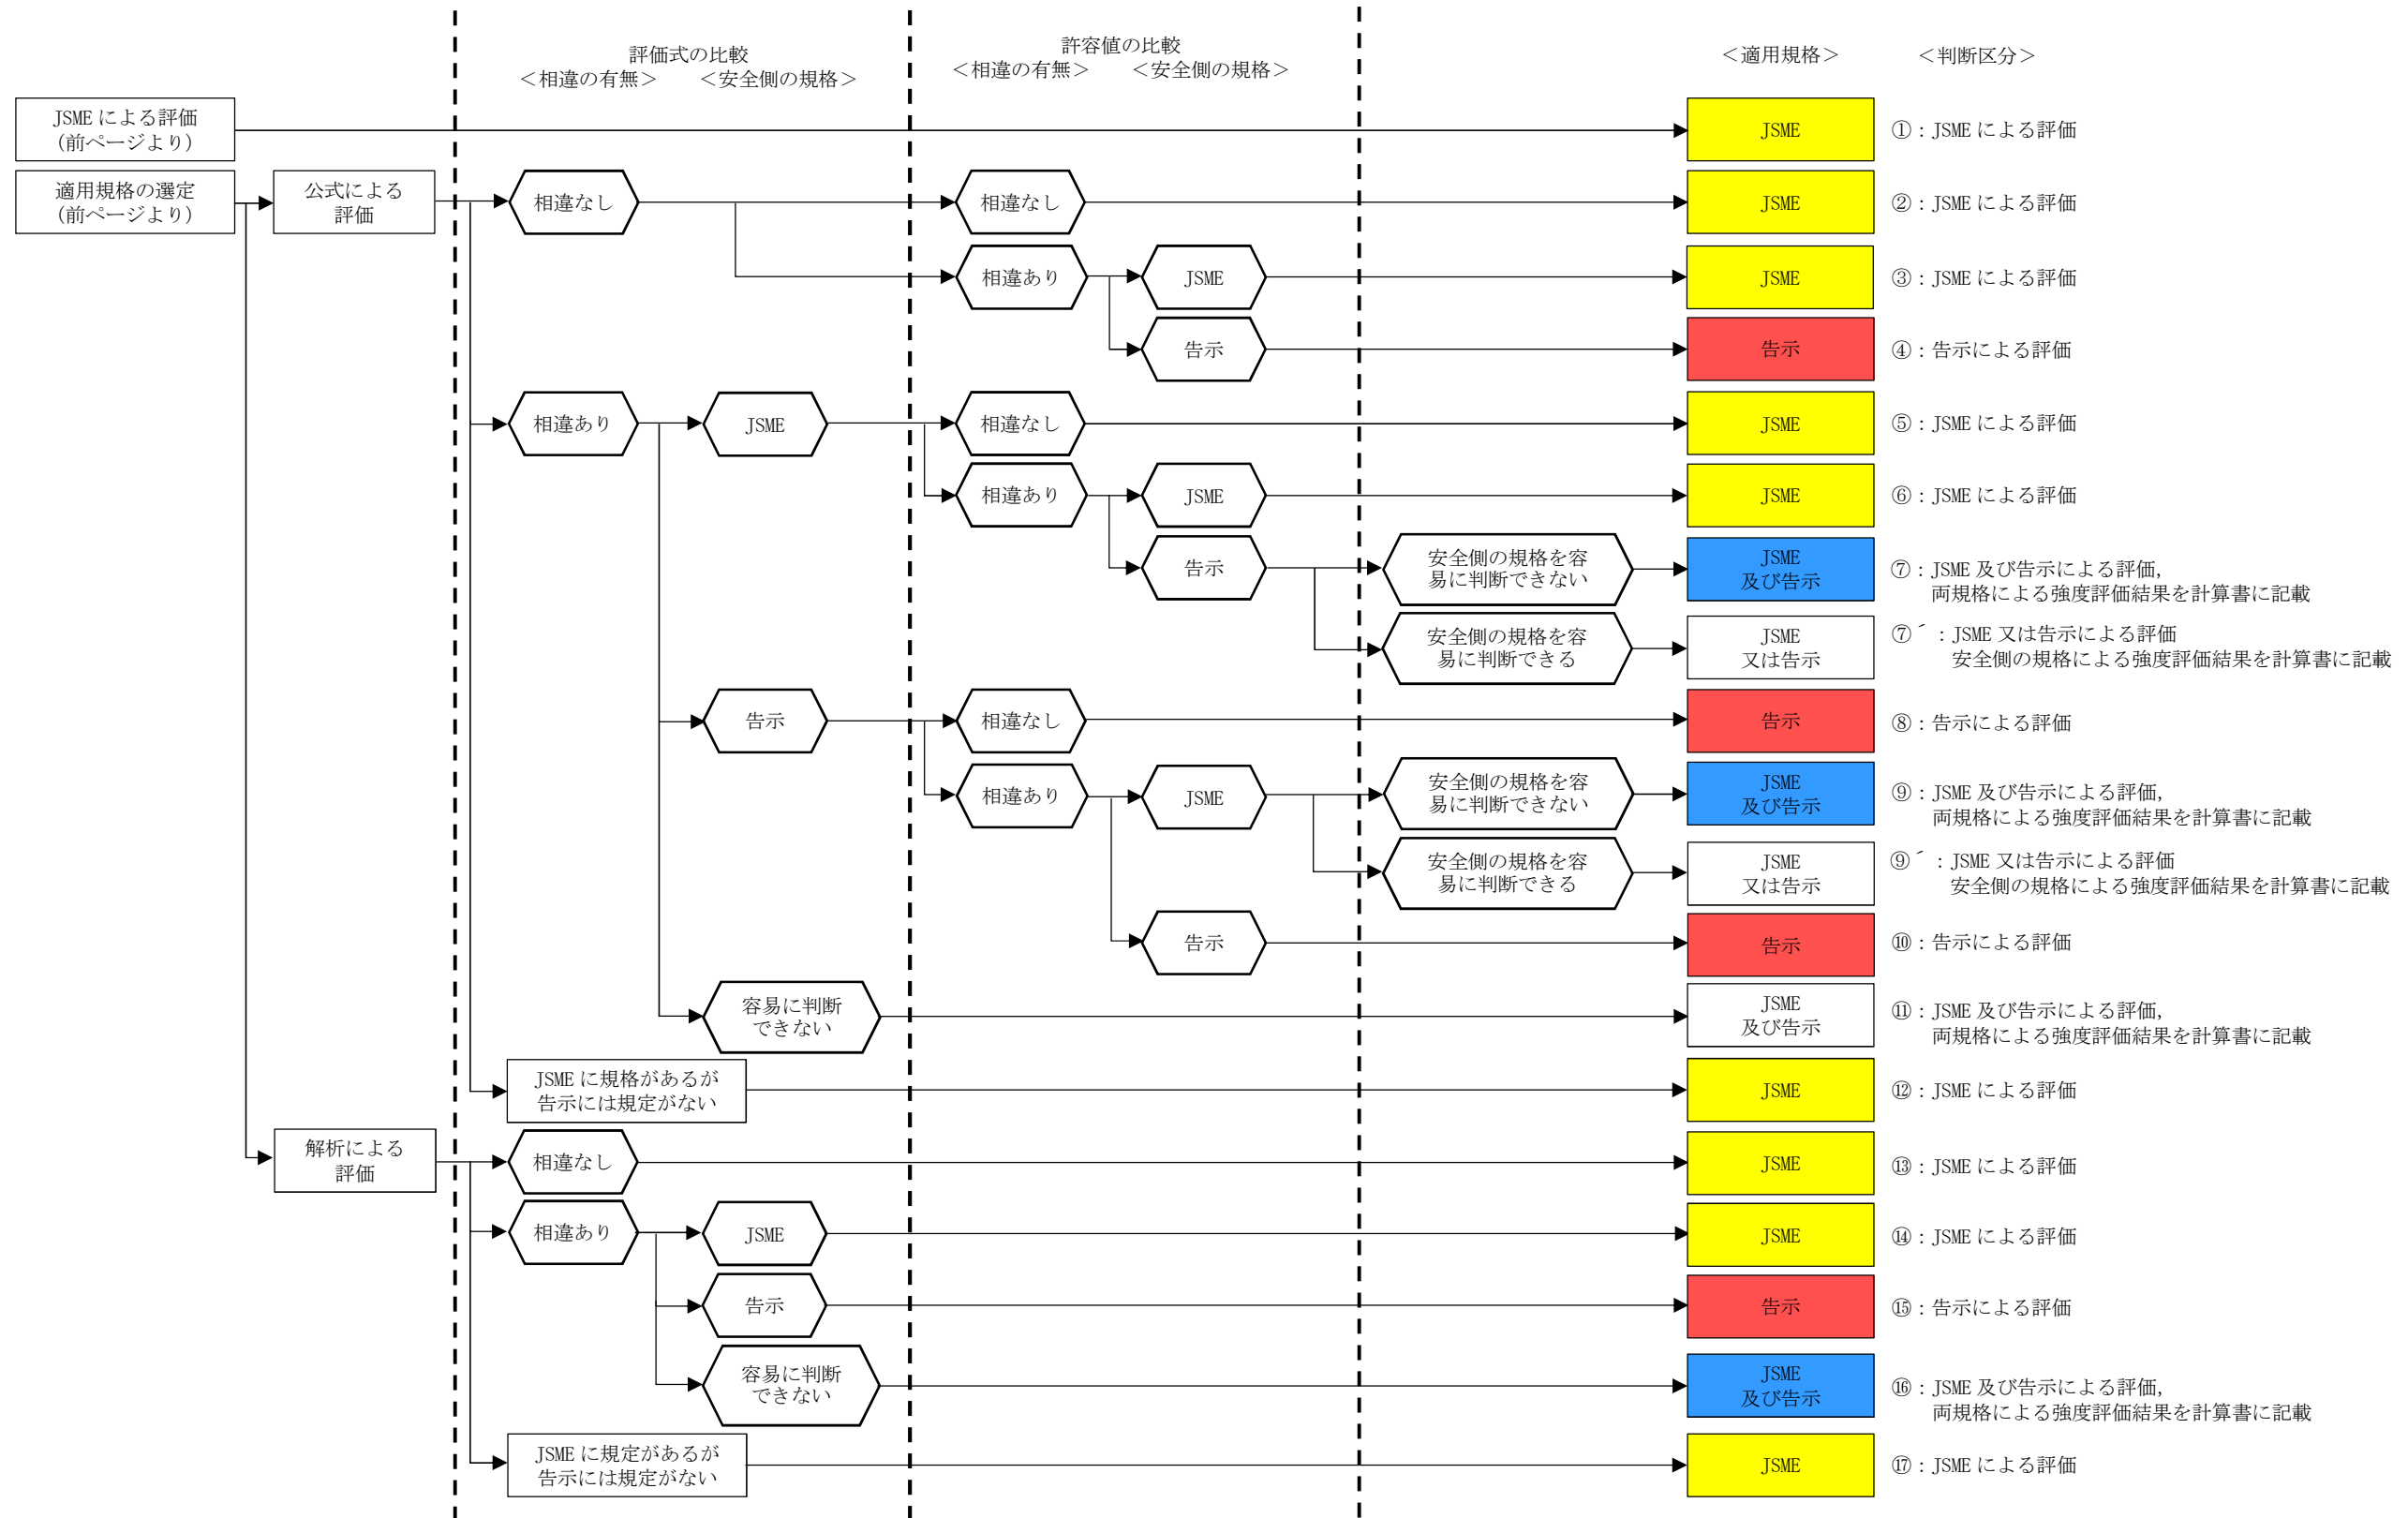 評価式の比較
＜相違の有無＞ ＜安全側の規格＞
許容値の比較
＜相違の有無＞ ＜安全側の規格＞
＜適用規格＞ ＜判断区分＞
JSME による評価
(前ページより)
JSME
①：JSME による評価
適用規格の選定
(前ページより)
公式による
評価
相違なし
相違なし
JSME
②：JSME による評価
相違あり
JSME
JSME
③：JSME による評価
告示
告示
④：告示による評価
相違あり
JSME
相違なし
JSME
⑤：JSME による評価
相違あり
JSME
JSME
⑥：JSME による評価
告示
安全側の規格を容
易に判断できない
JSME
及び告示
⑦：JSME 及び告示による評価，
両規格による強度評価結果を計算書に記載
安全側の規格を容
易に判断できる
JSME
又は告示
⑦´：JSME 又は告示による評価
安全側の規格による強度評価結果を計算書に記載
告示
相違なし
告示
⑧：告示による評価
相違あり
JSME
安全側の規格を容
易に判断できない
JSME
及び告示
⑨：JSME 及び告示による評価，
両規格による強度評価結果を計算書に記載
安全側の規格を容
易に判断できる
JSME
又は告示
⑨´：JSME 又は告示による評価
安全側の規格による強度評価結果を計算書に記載
告示
告示
⑩：告示による評価
容易に判断
できない
JSME
及び告示
⑪：JSME 及び告示による評価，
両規格による強度評価結果を計算書に記載
JSME に規格があるが
告示には規定がない
JSME
⑫：JSME による評価
解析による
評価
相違なし
JSME
⑬：JSME による評価
相違あり
JSME
JSME
⑭：JSME による評価
告示
告示
⑮：告示による評価
容易に判断
できない
JSME
及び告示
⑯：JSME 及び告示による評価，
両規格による強度評価結果を計算書に記載
JSME に規定があるが
告示には規定がない
JSME
⑰：JSME による評価